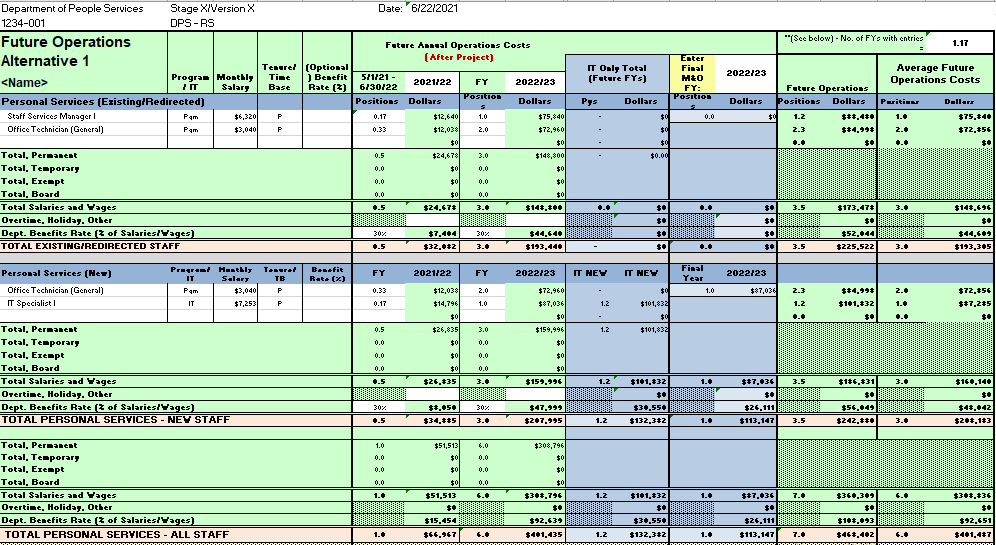 Department of People Services Stage X/Version X Date: 6/22/2021
1234-001 DPS - RS
Future Operations
Alternative 1
<Name>
**(See below) - No. of FYs with entries = 1.17
Future Annual Operations Costs
(After Project)
Program / IT Monthly Salary Tenure/ Time Base (Optional) Benefit Rate (%) 5/1/21 - 6/30/22 2021/22 FY 2022/23 IT Only Total (Future FYs) Enter Final M&O FY: 2022/23 Future Operations Average Future Operations Costs
Personal Services (Existing/Redirected) Positions Dollars Positions Dollars Pys Dollars Positions Dollars Positions Dollars Positions Dollars
Staff Services Manager I Pgm $6,320 P 0.17 $12,640 1.0 $75,840 - $0 0.0 $0 1.2 $88,480 1.0 $75,840
Office Technician (General) Pgm $3,040 P 0.33 $12,038 2.0 $72,960 - $0 2.3 $84,998 2.0 $72,856
$0 $0 - $0 0.0 $0 0.0 $0
Total, Permanent 0.5 $24,678 3.0 $148,800 - $0.00
Total, Temporary 0.0 $0 0.0 $0
Total, Exempt 0.0 $0 0.0 $0
Total, Board 0.0 $0 0.0 $0
Total Salaries and Wages 0.5 $24,678 3.0 $148,800 0.0 $0 0.0 $0 3.5 $173,478 3.0 $148,696
Overtime, Holiday, Other $0 $0 $0 $0
Dept. Benefits Rate (% of Salaries/Wages) 30% $7,404 30% $44,640 $0 $0 $52,044 $44,609
TOTAL EXISTING/REDIRECTED STAFF 0.5 $32,082 3.0 $193,440 - $0 0.0 $0 3.5 $225,522 3.0 $193,305
Personal Services (New) Program/ IT Monthly Salary Tenure/ TB Benefit Rate (%) FY 2021/22 FY 2022/23 IT NEW IT NEW Final Year 2022/23
Office Technician (General) Pgm $3,040 P 0.33 $12,038 2.0 $72,960 - $0 1.0 $87,036 2.3 $84,998 2.0 $72,856
IT Specialist I IT $7,253 P 0.17 $14,796 1.0 $87,036 1.2 $101,832 1.2 $101,832 1.0 $87,285
$0 $0 - $0 0.0 $0 0.0 $0
Total, Permanent 0.5 $26,835 3.0 $159,996 1.2 $101,832
Total, Temporary 0.0 $0 0.0 $0
Total, Exempt 0.0 $0 0.0 $0
Total, Board 0.0 $0 0.0 $0
Total Salaries and Wages 0.5 $26,835 3.0 $159,996 1.2 $101,832 1.0 $87,036 3.5 $186,831 3.0 $160,140
Overtime, Holiday, Other $0 $0 $0 $0
Dept. Benefits Rate (% of Salaries/Wages) 30% $8,050 30% $47,999 $30,550 $26,111 $56,049 $48,042
TOTAL PERSONAL SERVICES - NEW STAFF 0.5 $34,885 3.0 $207,995 1.2 $132,382 1.0 $113,147 3.5 $242,880 3.0 $208,183
Total, Permanent 1.0 $51,513 6.0 $308,796
Total, Temporary 0.0 $0 0.0 $0
Total, Exempt 0.0 $0 0.0 $0
Total, Board 0.0 $0 0.0 $0
Total Salaries and Wages 1.0 $51,513 6.0 $308,796 1.2 $101,832 1.0 $87,036 7.0 $360,309 6.0 $308,836
Overtime, Holiday, Other $0 $0 $0 $0 $0 $0
Dept. Benefits Rate (% of Salaries/Wages) $15,454 $92,639 $30,550 $26,111 $108,093 $92,651
TOTAL PERSONAL SERVICES - ALL STAFF 1.0 $66,967 6.0 $401,435 1.2 $132,382 1.0 $113,147 7.0 $468,402 6.0 $401,487